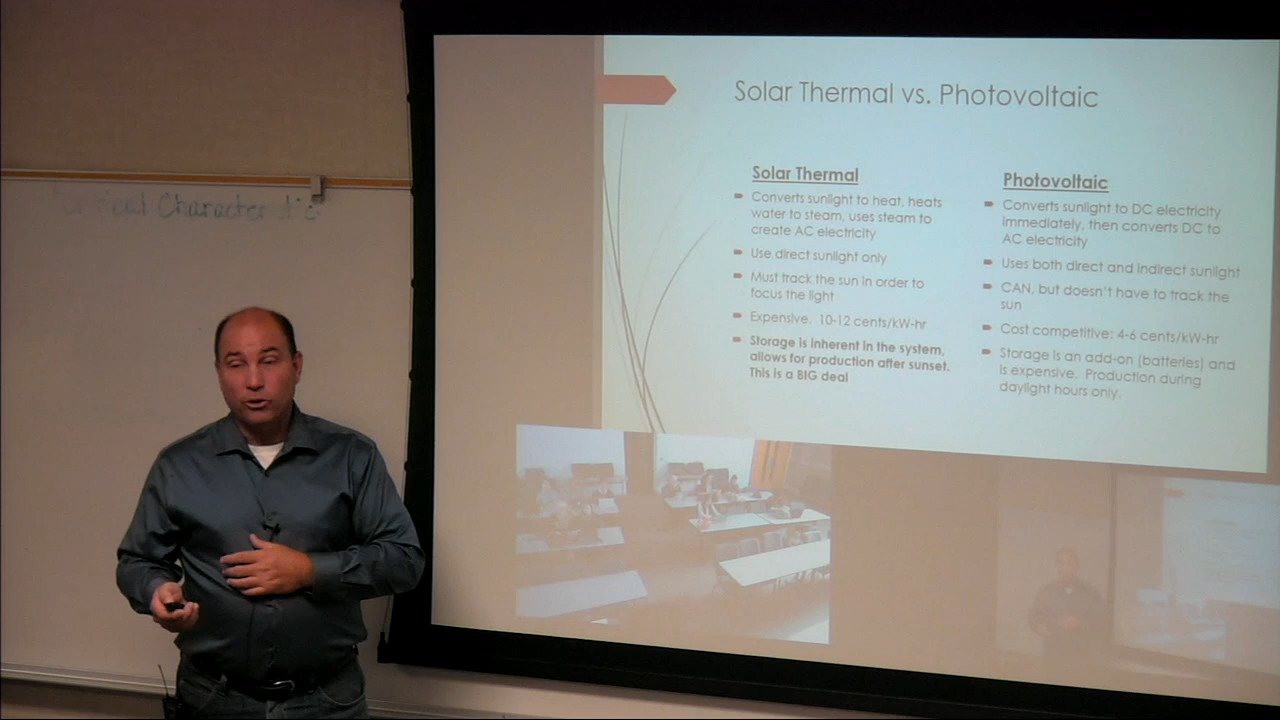 Characteristic
Solar Thermal vs. Photovoltaic
Solar Thermal
Converts sunlight to heat, heats
water to steam, uses steam to
create AC electricity
Use direct sunlight only
Must track the sun in order to
focus the light
Expensive. 10-12 cents/kW-hr
Storage is inherent in the system,
allows for production after sunset.
This is a BIG deal
Photovoltaic
Converts sunlight to DC electricity
immediately, then converts DC to
AC electricity
Uses both direct and indirect sunlight
CAN, but doesn't have to track the
sun
Cost competitive: 4-6 cents/kW-hr
Storage is an add-on (batteries) and
is expensive. Production during
daylight hours only.